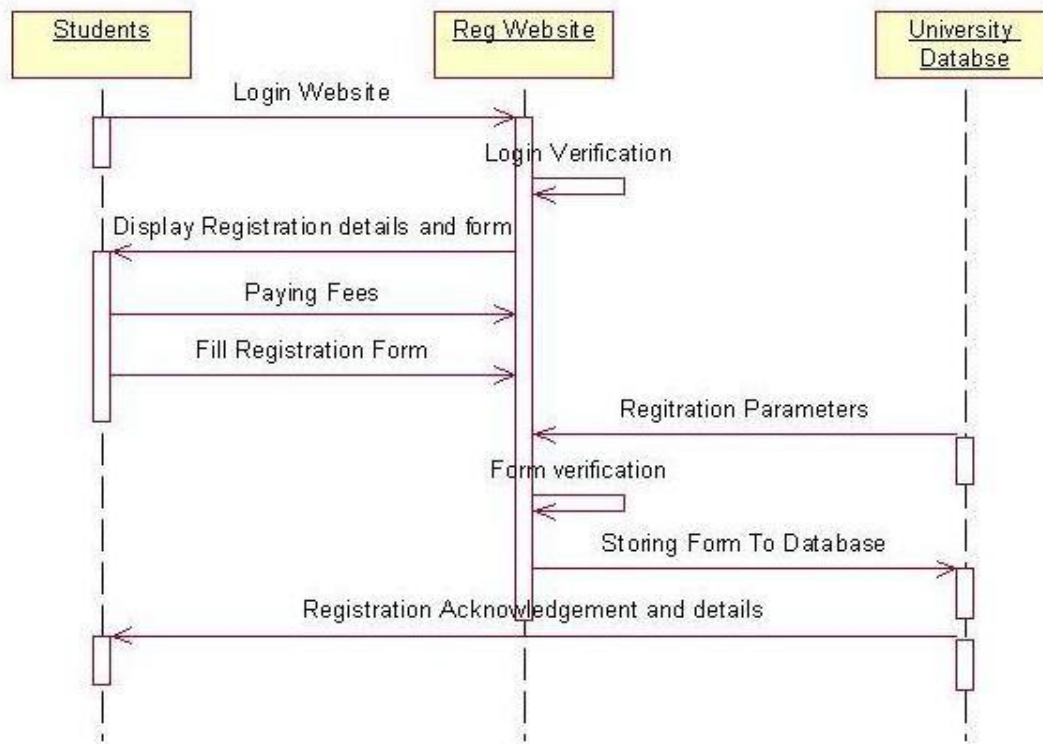 Students
Reg Website
University
Databse
Login Website
Login Verification
Display Registration details and form
Paying Fees
Fill Registration Form
Regitration Parameters
Form verification
Storing Form To Database
Registration Acknowledgement and details